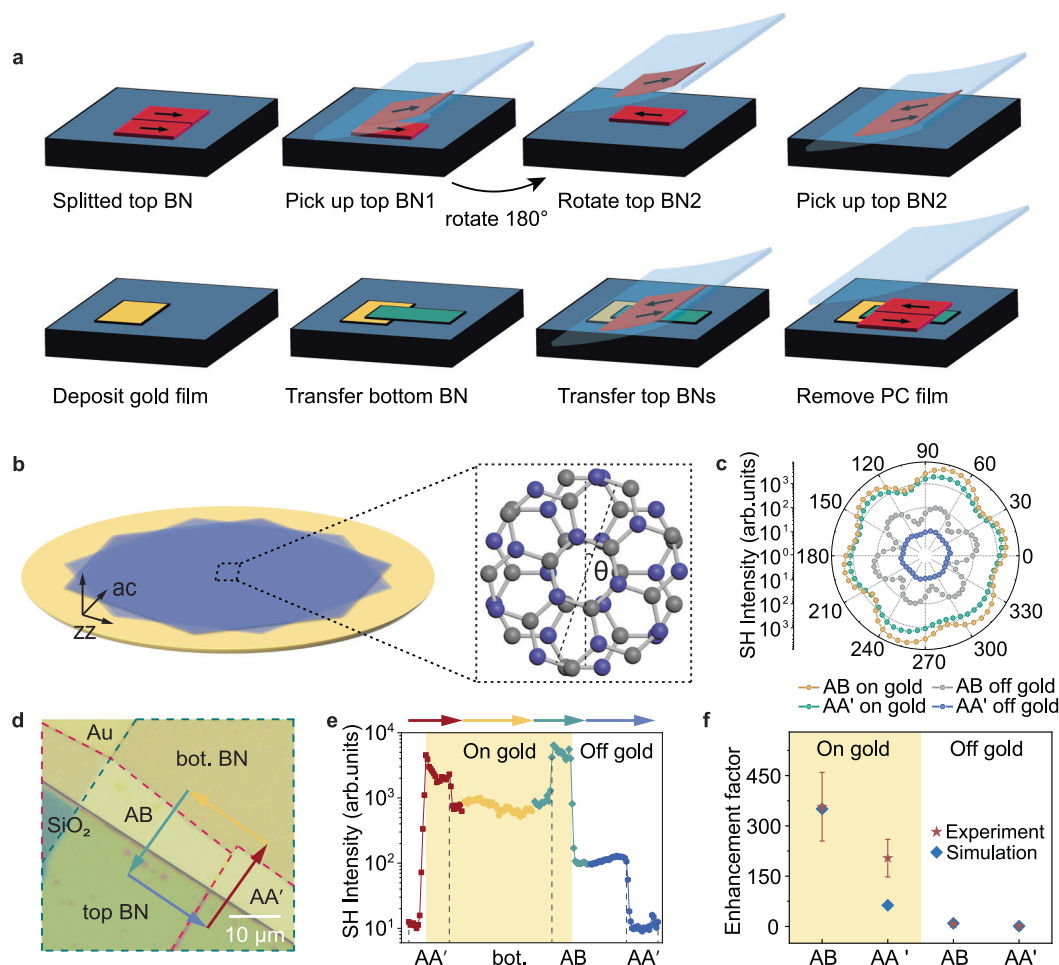 a
Splitted top BN
Pick up top BN1
rotate 180°
Rotate top BN2
Pick up top BN2
Deposit gold film
Transfer bottom BN
Transfer top BNs
Remove PC film
b
ac
zz
θ
c
SH Intensity (arb.units)
10³
10²
10¹
10⁰
10¹
10²
10³
90
60
30
0
330
300
270
240
210
180
150
120
AB on gold
AB off gold
AA′ on gold
AA′ off gold
d
Au
bot. BN
AB
SiO₂
top BN
AA′
10 µm
e
SH Intensity (arb.units)
10⁴
10³
10²
10¹
On gold
Off gold
AA′
bot.
AB
AA′
f
Enhancement factor
450
300
150
0
On gold
Off gold
Experiment
Simulation
AB
AA '
AB
AA'